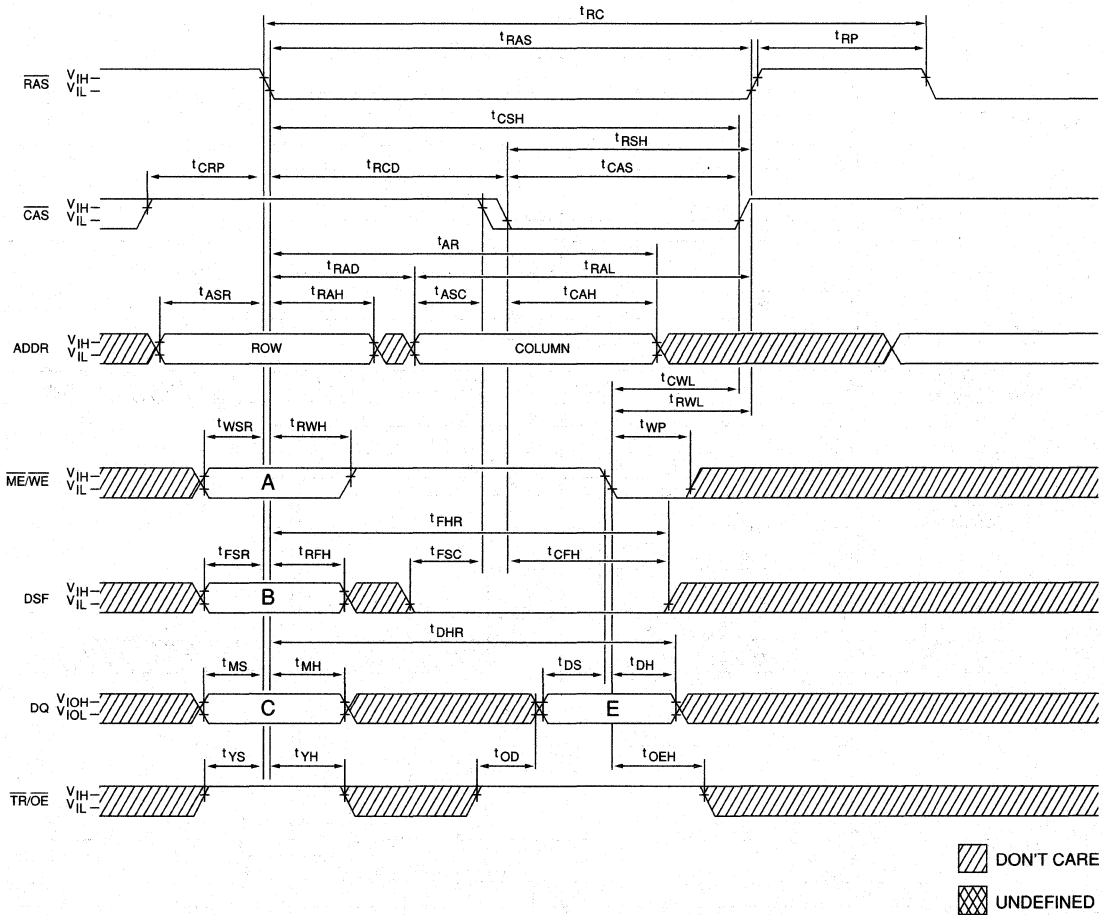 tRC
tRAS tRP
RAS VIH VIL
tCSH
tRSH
tCRP tRCD tCAS
CAS VIH VIL
tAR
tRAD tRAL
tASR tRAH tASC tCAH
ADDR VIH VIL ROW COLUMN
tCWL
tRWL
tWSR tRWH tWP
ME/WE VIH VIL A
tFHR
tFSR tRFH tFSC tCFH
DSF VIH VIL B
tDHR
tMS tMH tDS tDH
DQ VIOH VIOL C E
tYS tYH tOD tOEH
TR/OE VIH VIL
DON'T CARE
UNDEFINED